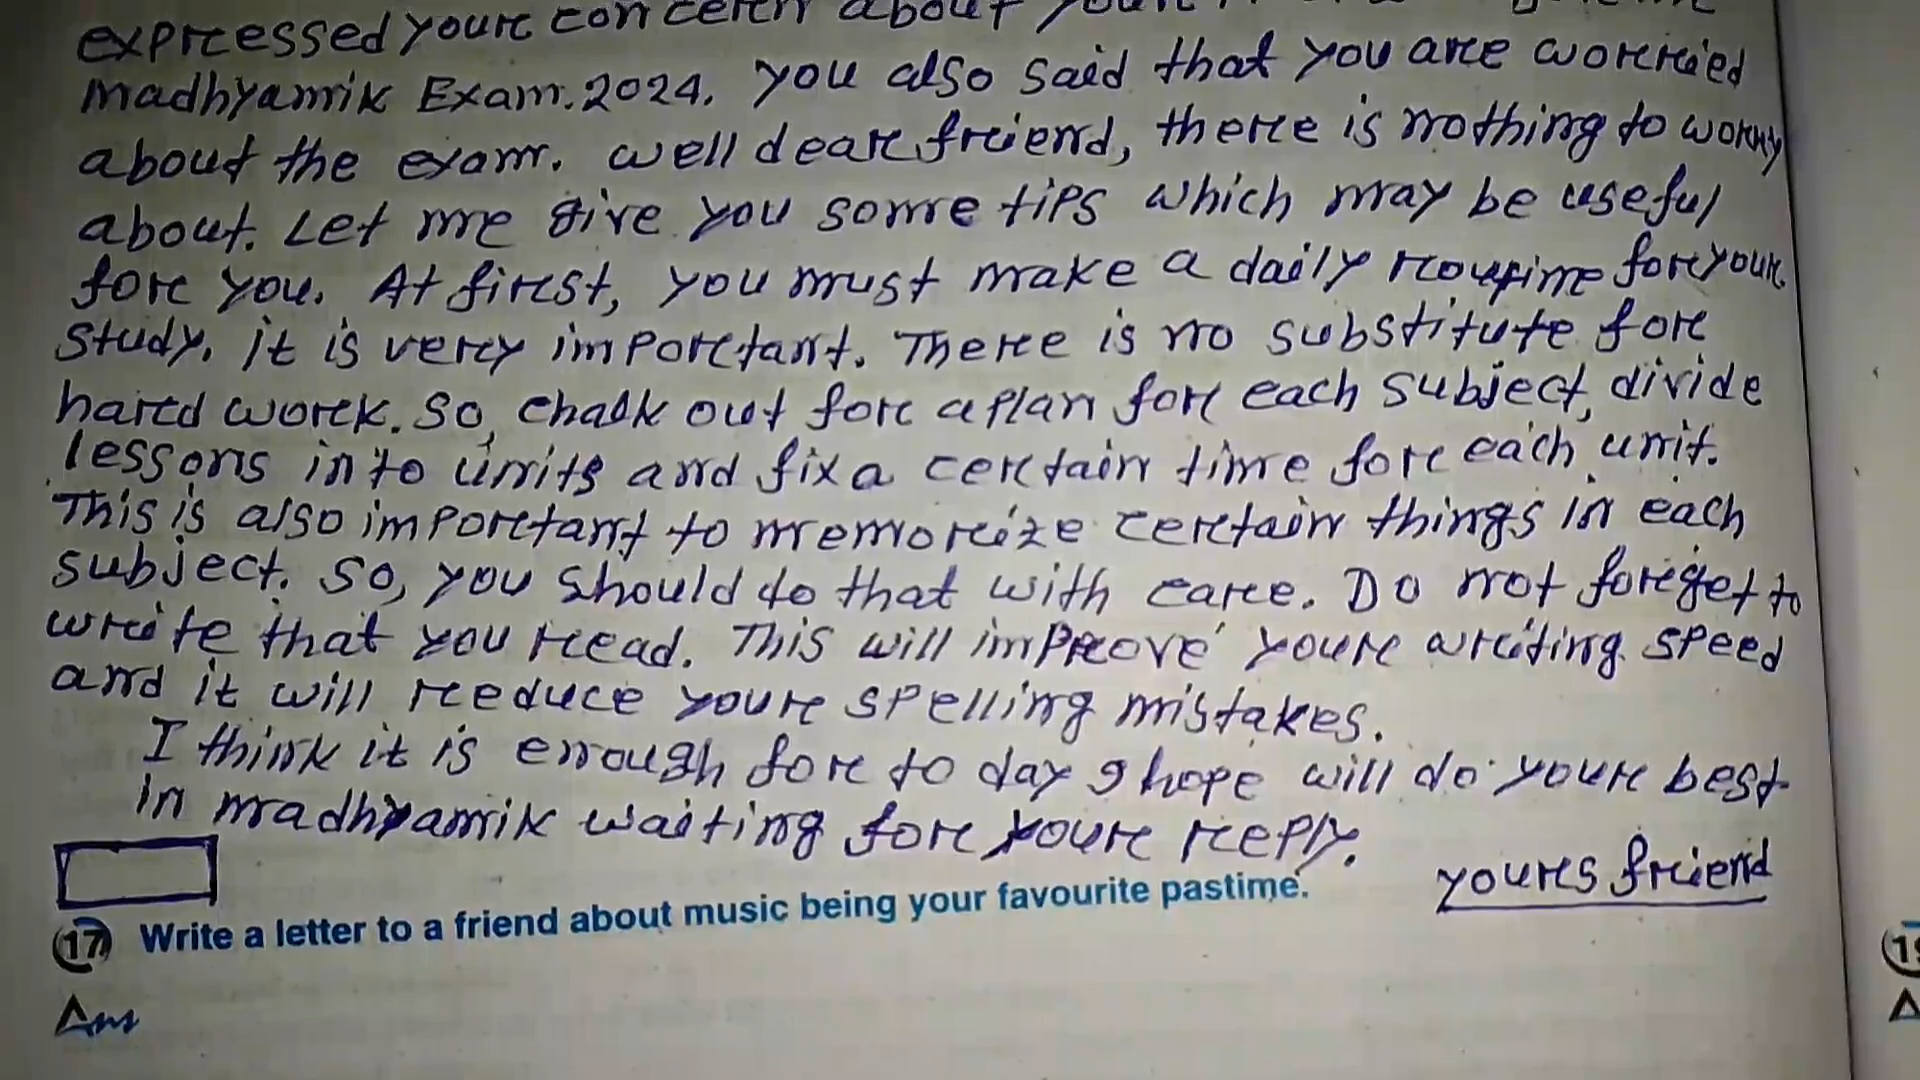 expressed your concern about your
Madhyamik Exam. 2024. you also said that you are worried
about the exam. well dear friend, there is nothing to worry
about. Let me give you some tips which may be useful
for you. At first, you must make a daily routine for your
study. it is very important. There is no substitute for
hard work. So, chalk out for a plan for each subject, divide
lessons in to units and fix a certain time for each unit.
This is also important to memorize certain things in each
subject. So, you should do that with care. Do not forget to
write that you read. This will improve your writing speed
and it will reduce your spelling mistakes.
I think it is enough for to day I hope will do your best
in madhyamik waiting for your reply.
yours friend
17 Write a letter to a friend about music being your favourite pastime.
Ans